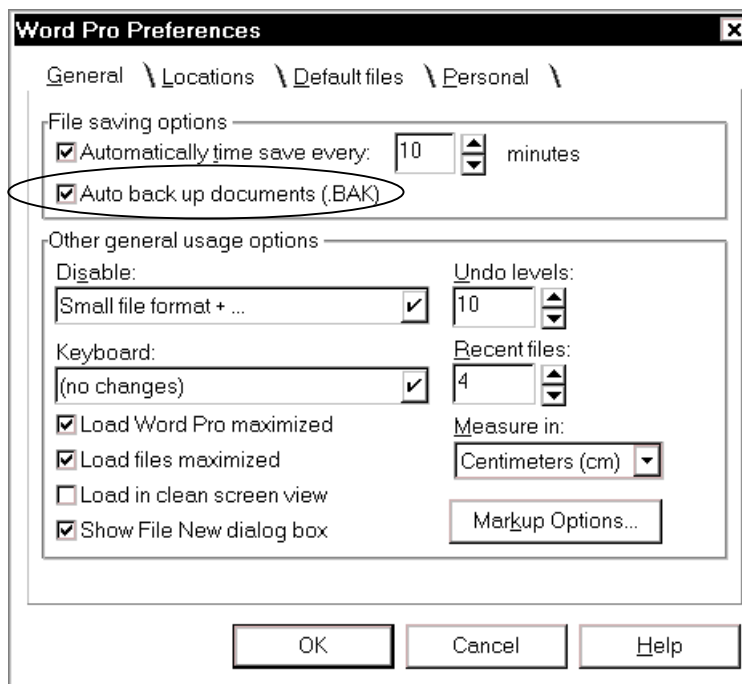 Word Pro Preferences
General Locations Default files Personal
File saving options
Automatically time save every: 10 minutes
Auto back up documents (.BAK)
Other general usage options
Disable: Undo levels:
Small file format + ... 10
Keyboard: Recent files:
(no changes) 4
Load Word Pro maximized Measure in:
Load files maximized Centimeters (cm)
Load in clean screen view
Show File New dialog box Markup Options...
OK Cancel Help